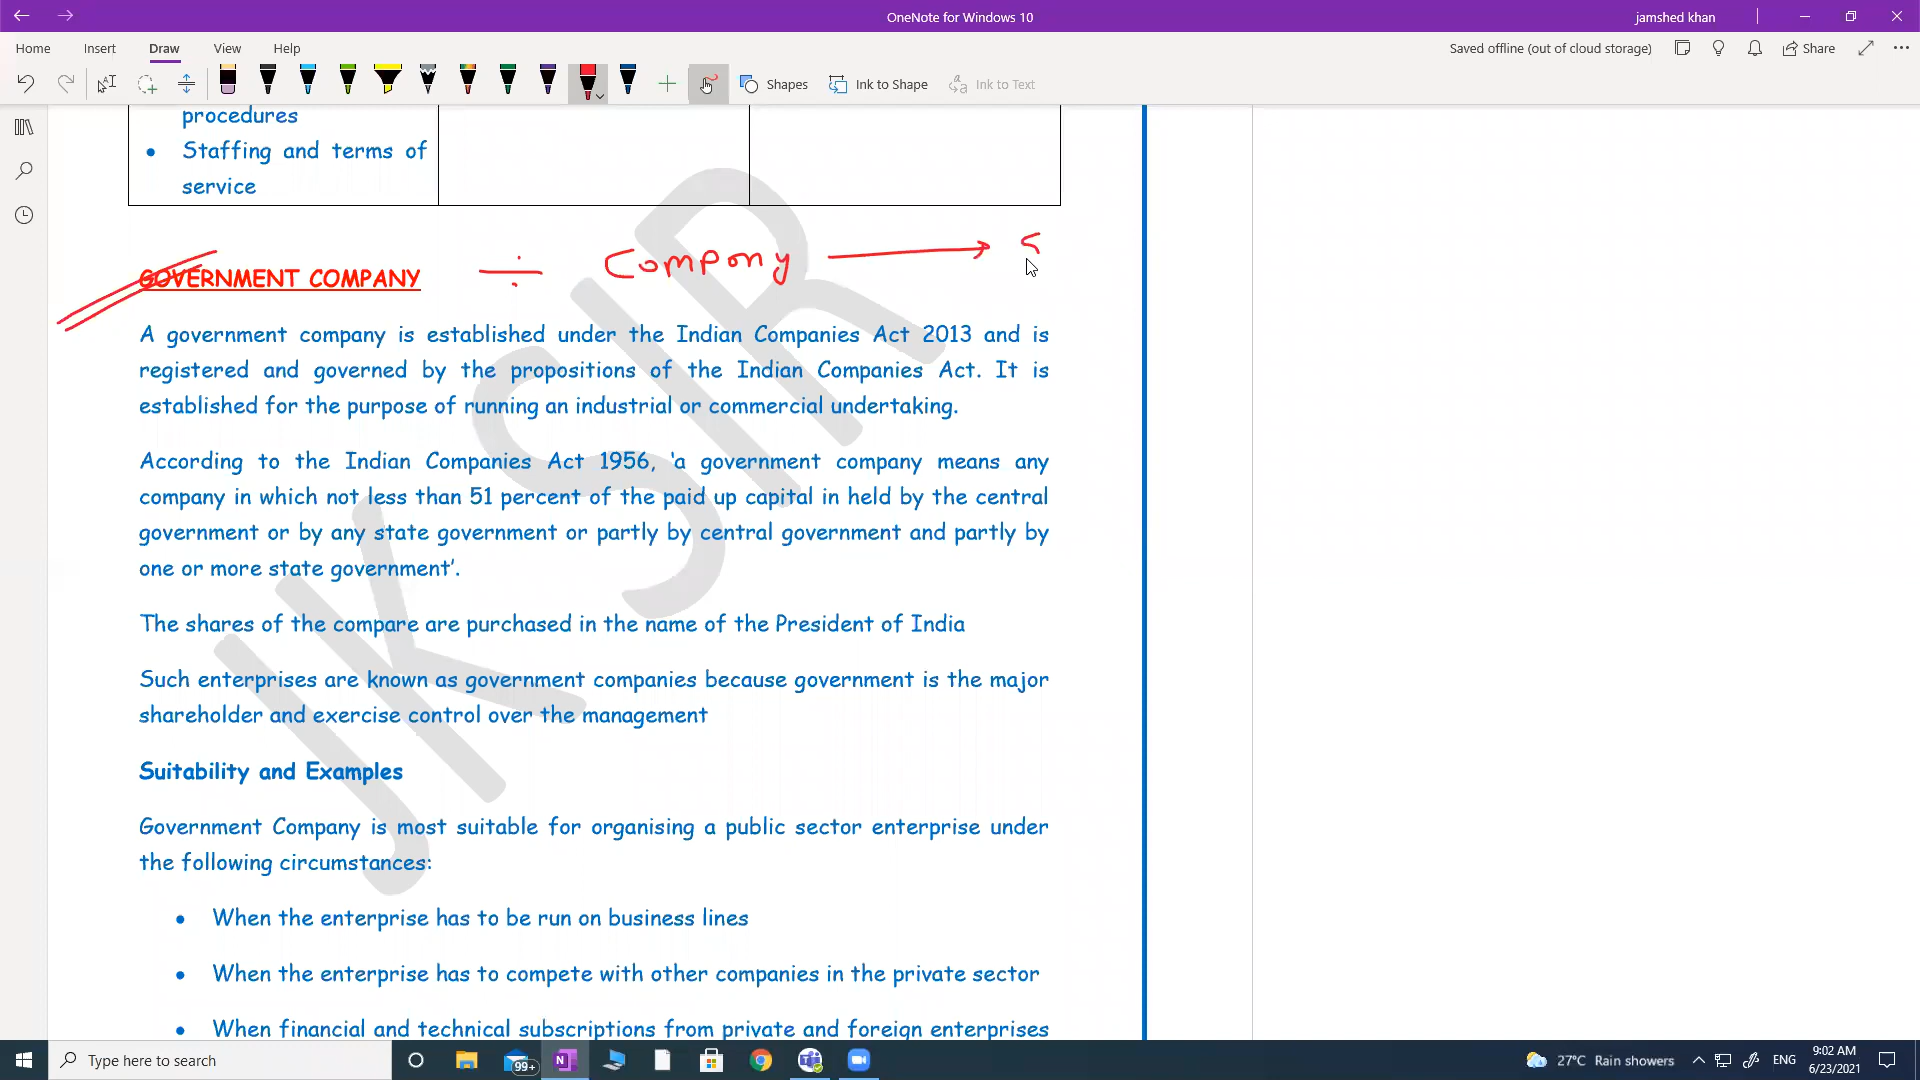 OneNote for Windows 10
jamshed khan
Home Insert Draw View Help
Saved offline (out of cloud storage)
Share
Shapes
Ink to Shape
Ink to Text
procedures
• Staffing and terms of
service
GOVERNMENT COMPANY
÷ Company → S
A government company is established under the Indian Companies Act 2013 and is
registered and governed by the propositions of the Indian Companies Act. It is
established for the purpose of running an industrial or commercial undertaking.
According to the Indian Companies Act 1956, 'a government company means any
company in which not less than 51 percent of the paid up capital in held by the central
government or by any state government or partly by central government and partly by
one or more state government'.
The shares of the compare are purchased in the name of the President of India
Such enterprises are known as government companies because government is the major
shareholder and exercise control over the management
Suitability and Examples
Government Company is most suitable for organising a public sector enterprise under
the following circumstances:
• When the enterprise has to be run on business lines
• When the enterprise has to compete with other companies in the private sector
• When financial and technical subscriptions from private and foreign enterprises
JK SIR
Type here to search
99+
27°C Rain showers
ENG
9:02 AM
6/23/2021